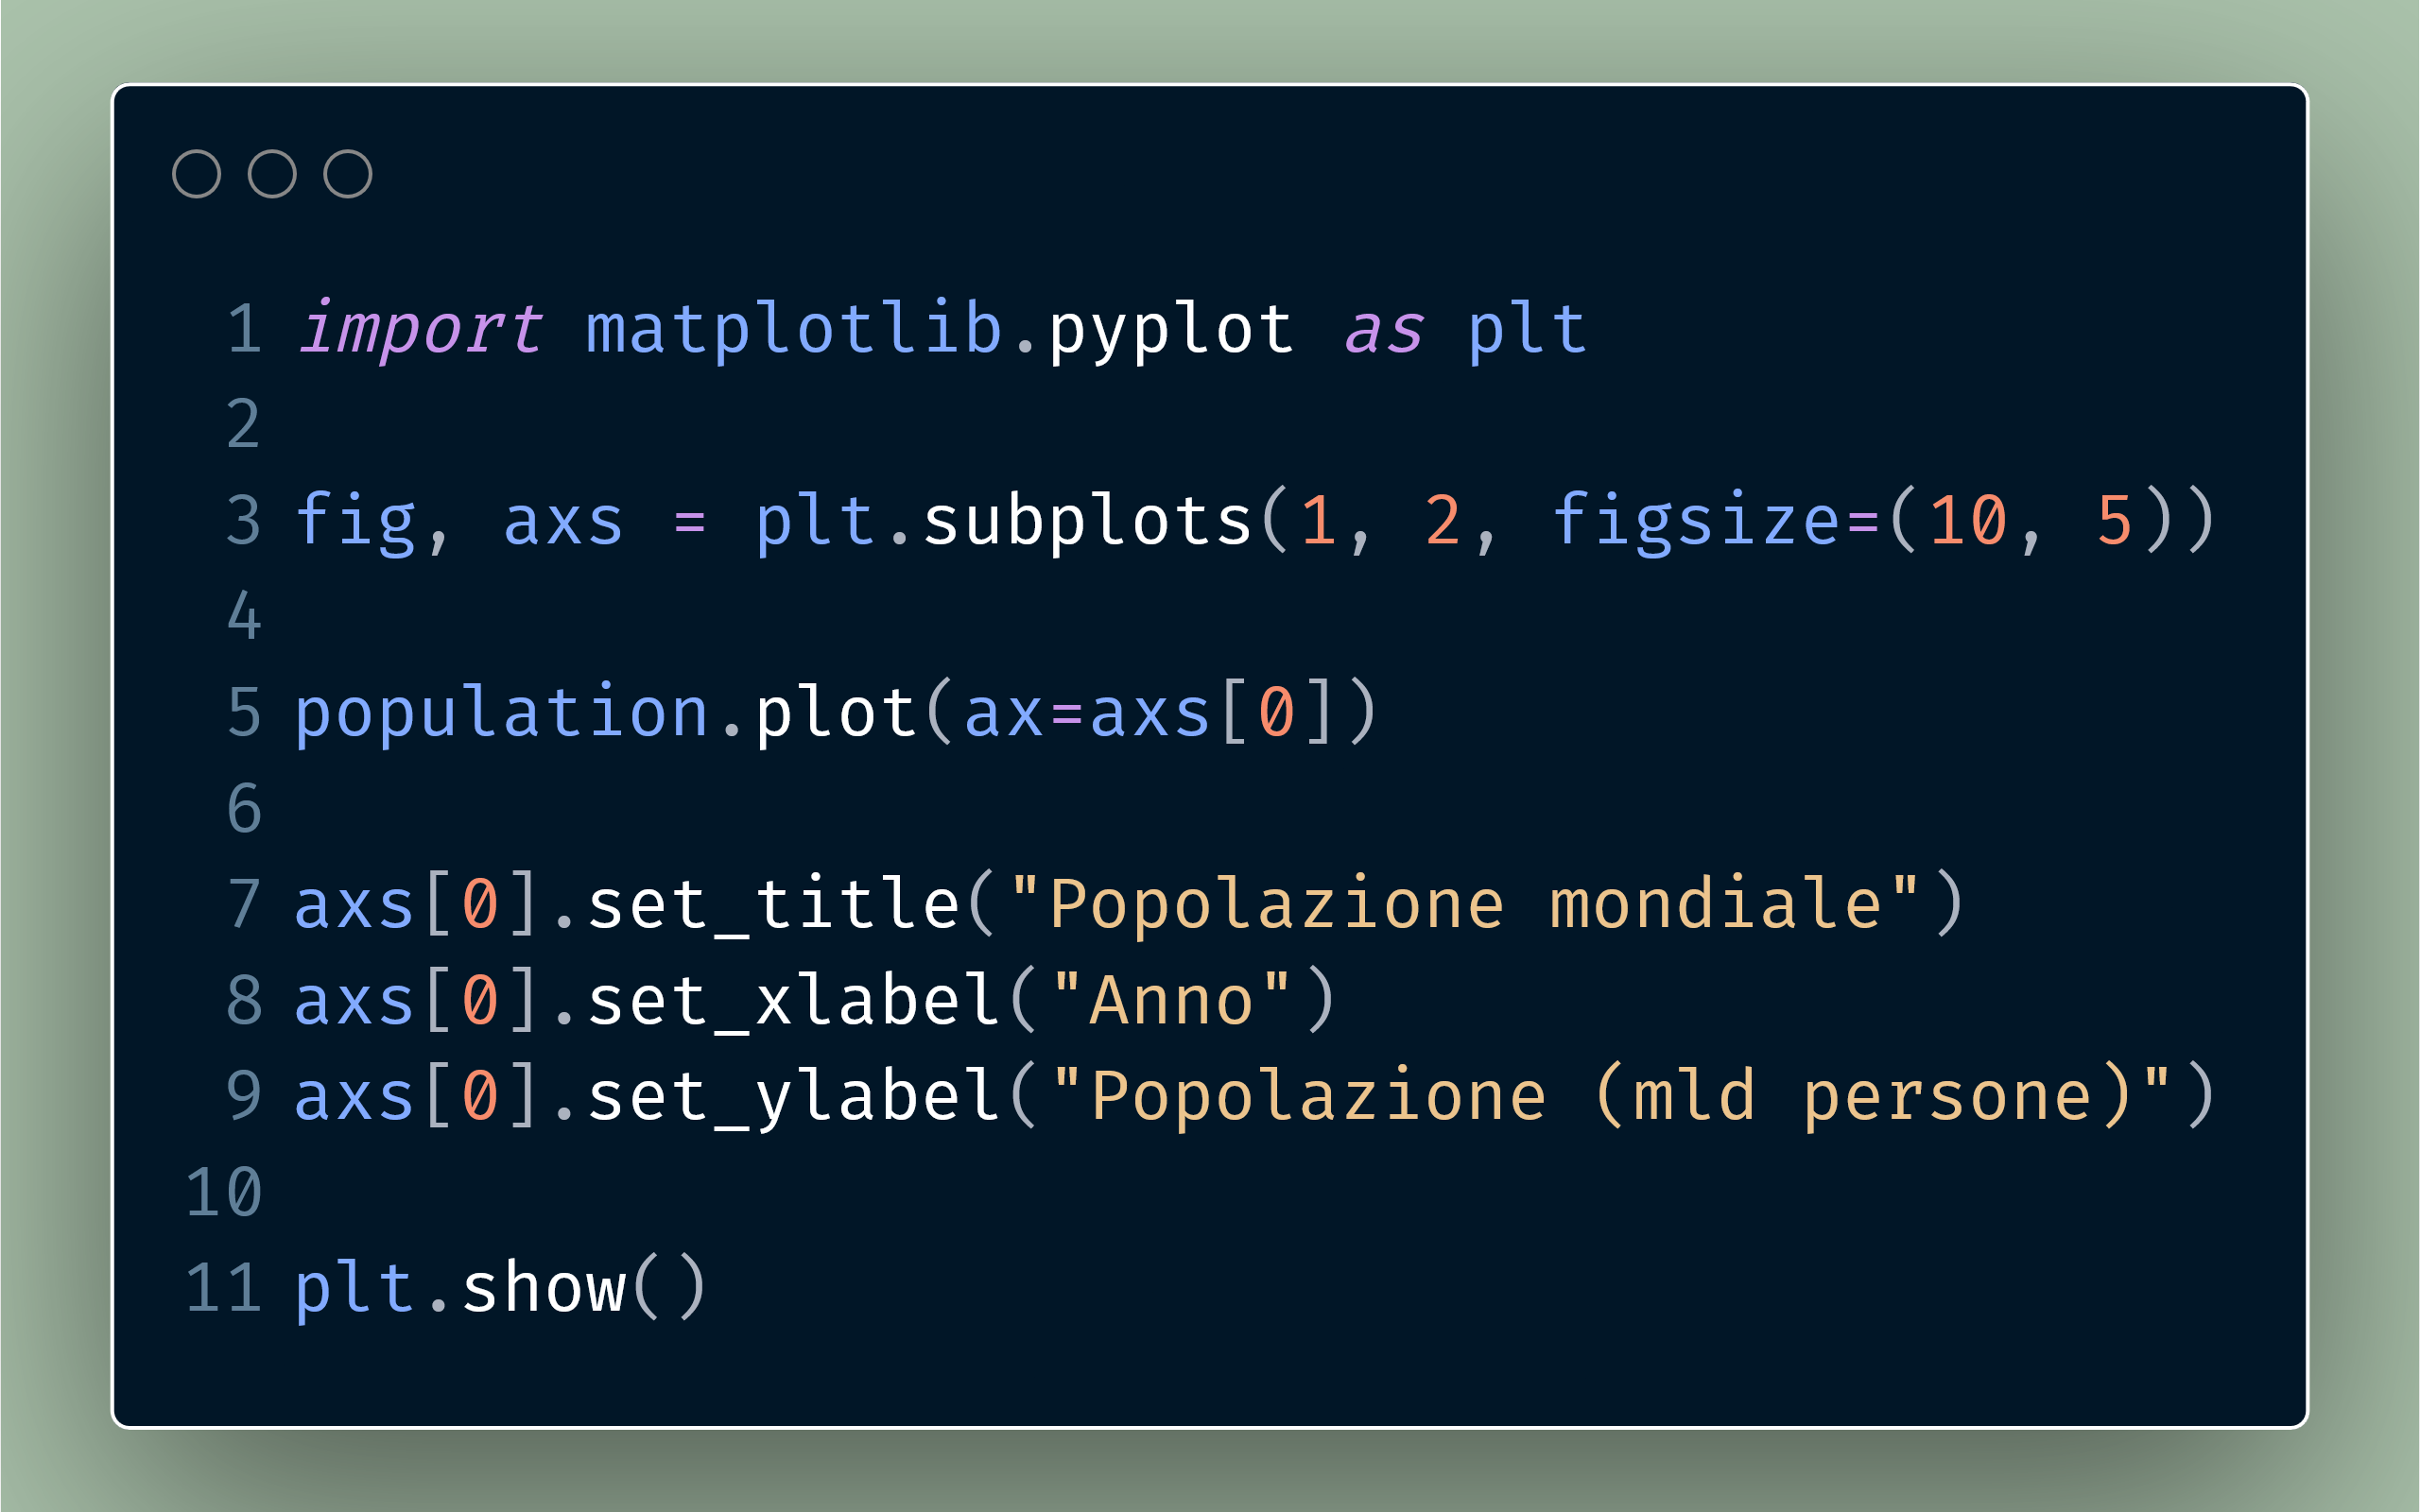 1 import matplotlib.pyplot as plt
2
3 fig, axs = plt.subplots(1, 2, figsize=(10, 5))
4
5 population.plot(ax=axs[0])
6
7 axs[0].set_title("Popolazione mondiale")
8 axs[0].set_xlabel("Anno")
9 axs[0].set_ylabel("Popolazione (mld persone)")
10
11 plt.show()